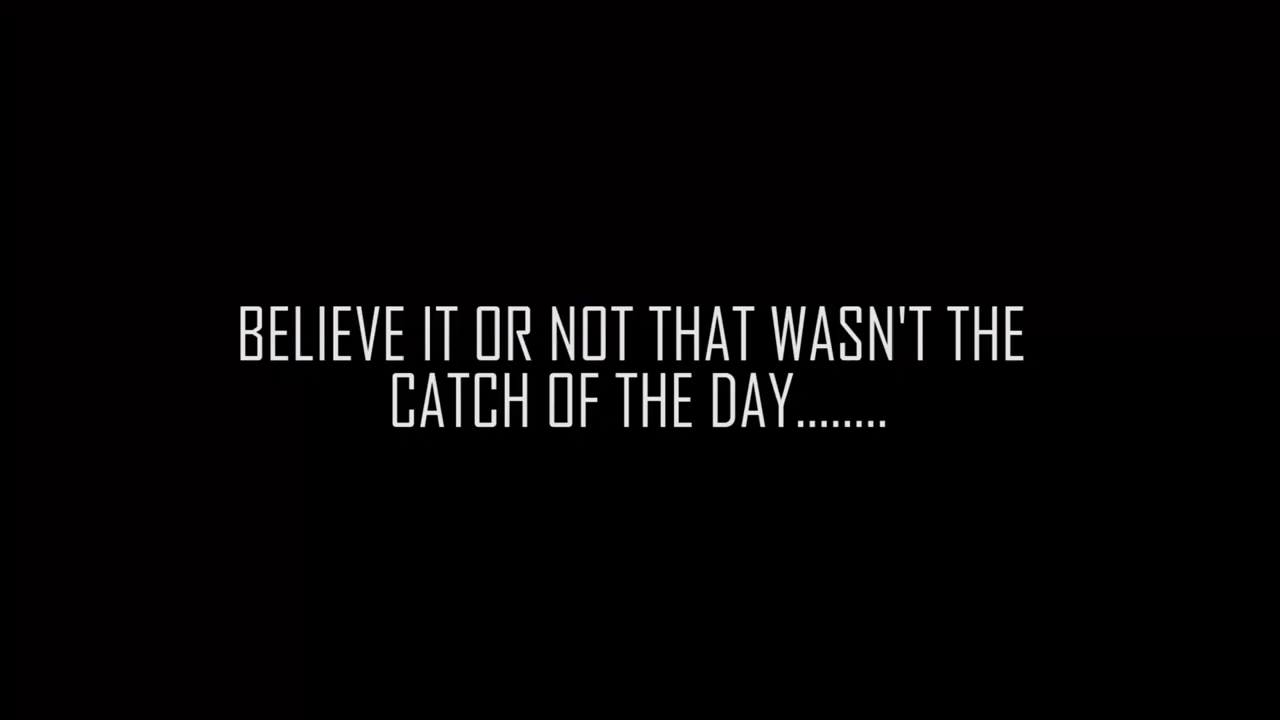 BELIEVE IT OR NOT THAT WASN'T THE
CATCH OF THE DAY........